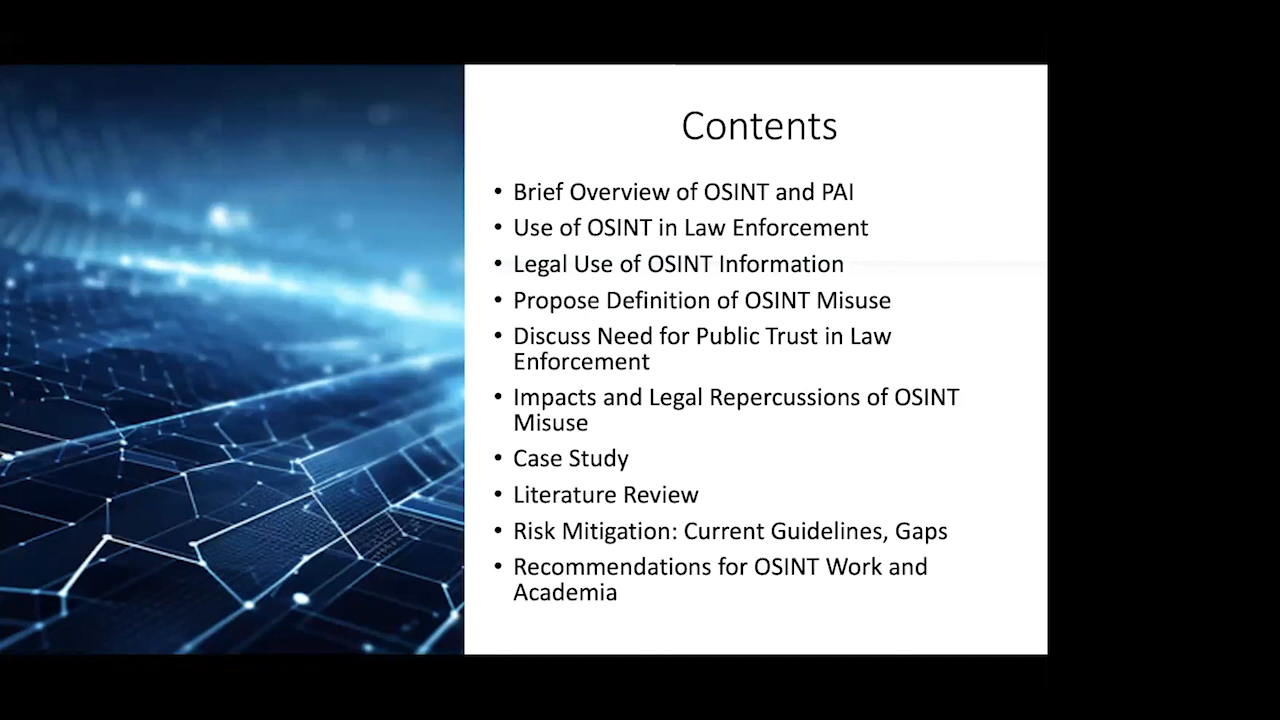 Contents
• Brief Overview of OSINT and PAI
• Use of OSINT in Law Enforcement
• Legal Use of OSINT Information
• Propose Definition of OSINT Misuse
• Discuss Need for Public Trust in Law
Enforcement
• Impacts and Legal Repercussions of OSINT
Misuse
• Case Study
• Literature Review
• Risk Mitigation: Current Guidelines, Gaps
• Recommendations for OSINT Work and
Academia